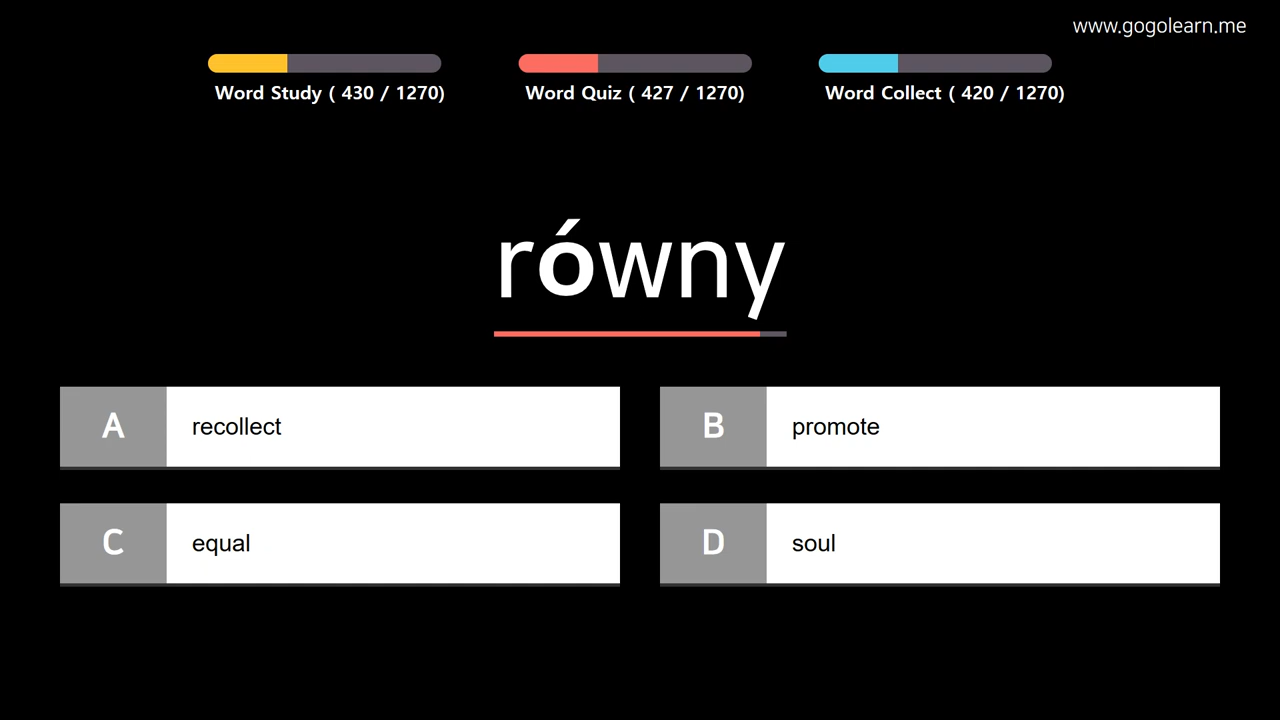 www.gogolearn.me
Word Study ( 430 / 1270)
Word Quiz ( 427 / 1270)
Word Collect ( 420 / 1270)
równy
A recollect
B promote
C equal
D soul